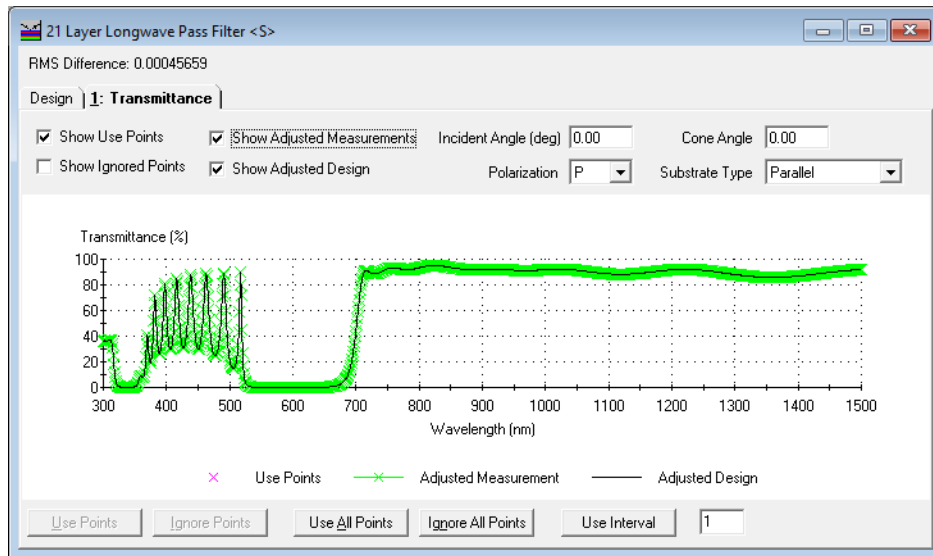 21 Layer Longwave Pass Filter <S>
RMS Difference: 0.00045659
Design 1: Transmittance
Show Use Points Show Adjusted Measurements Incident Angle (deg) 0.00 Cone Angle 0.00
Show Ignored Points Show Adjusted Design Polarization P Substrate Type Parallel
Transmittance (%)
100
80
60
40
20
0
300 400 500 600 700 800 900 1000 1100 1200 1300 1400 1500
Wavelength (nm)
Use Points Adjusted Measurement Adjusted Design
Use Points Ignore Points Use All Points Ignore All Points Use Interval 1